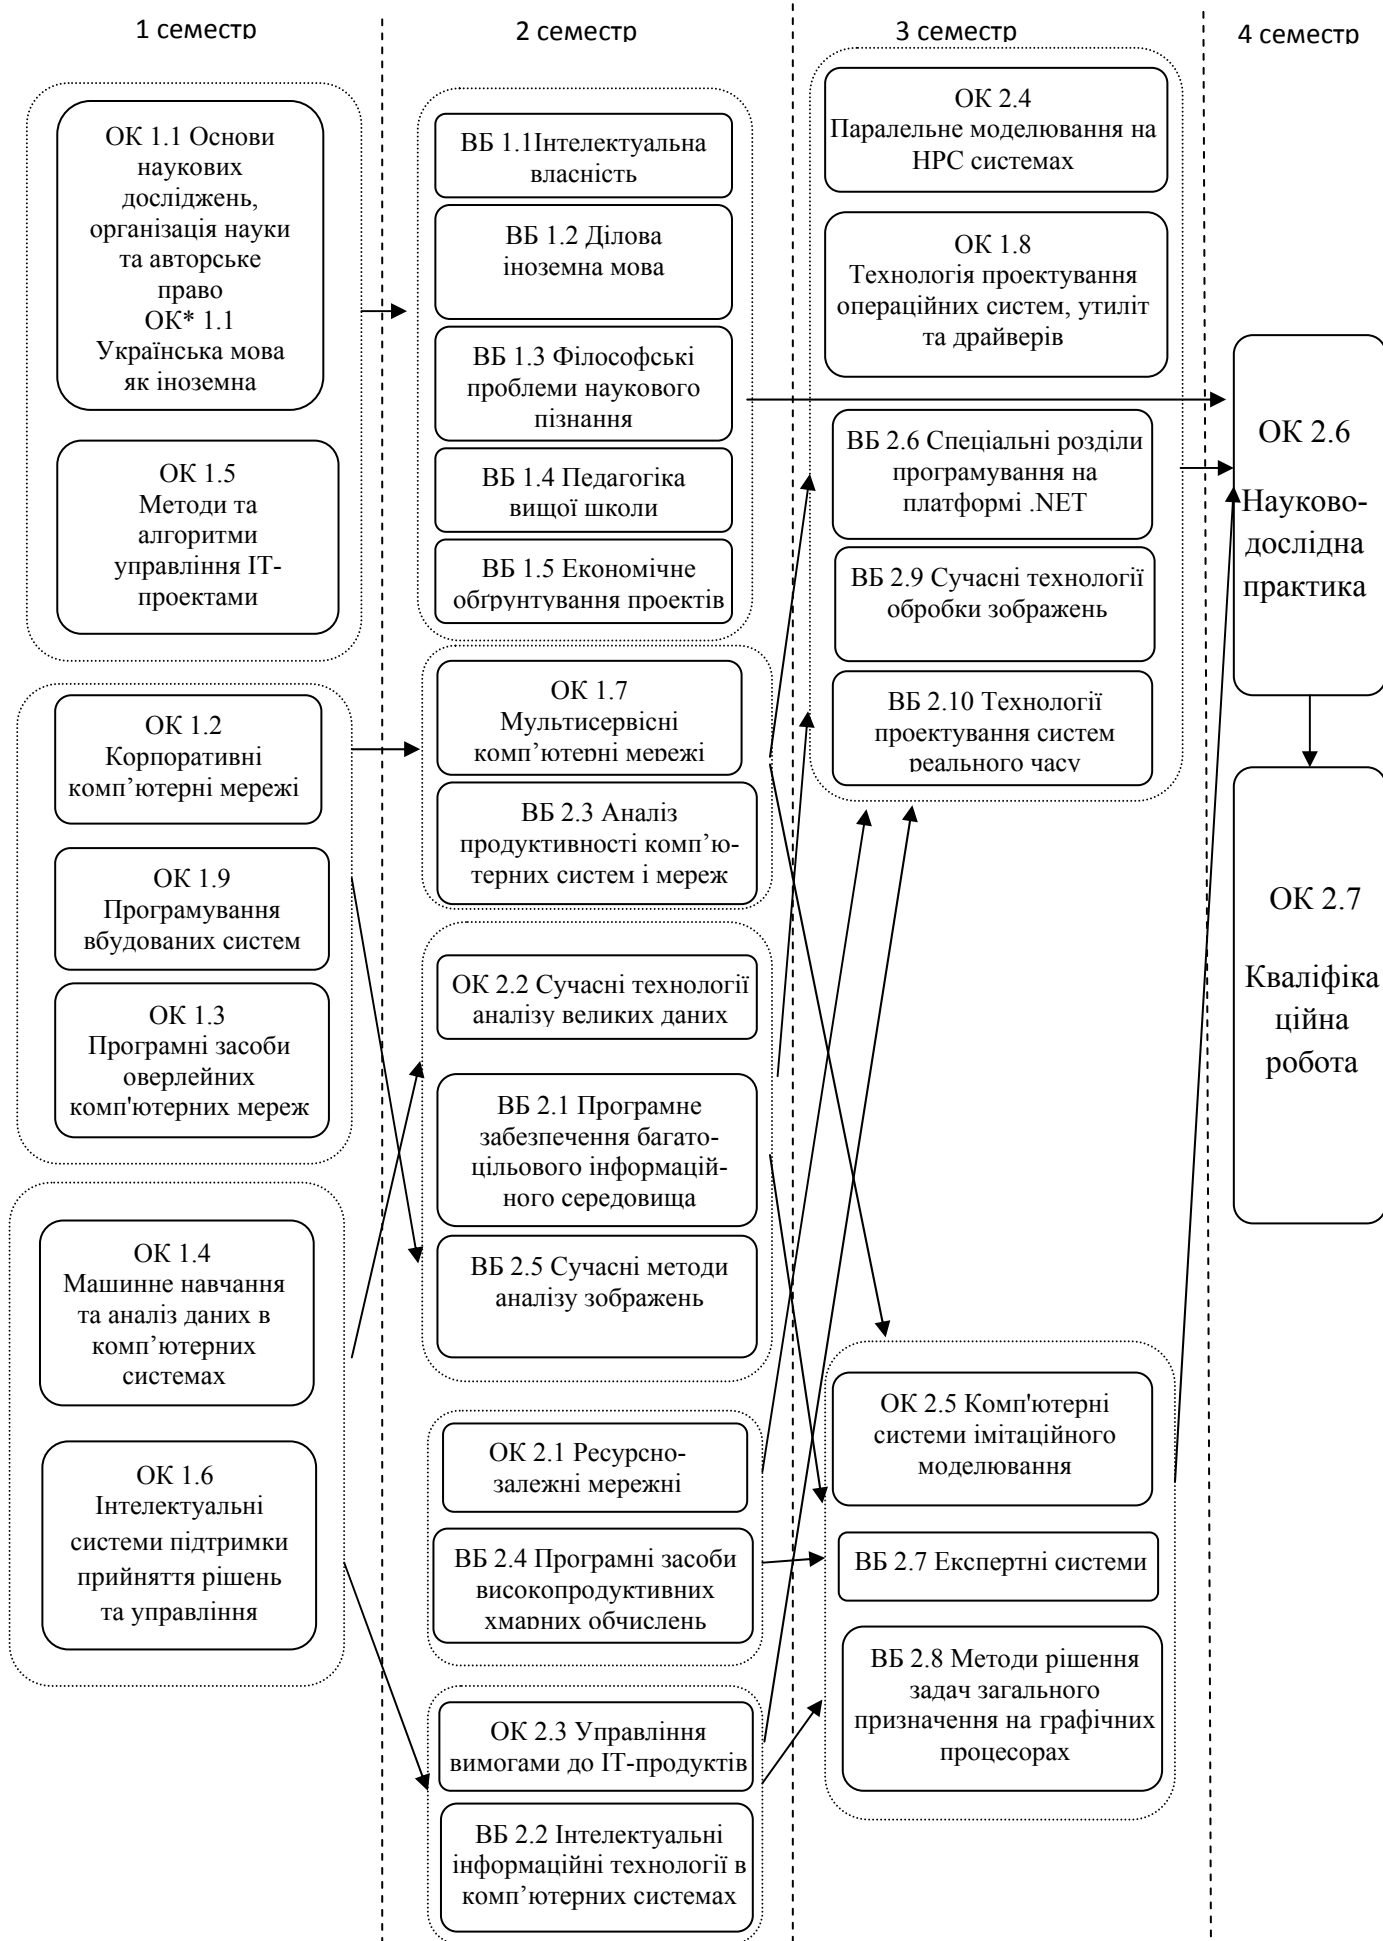 1 семестр
2 семестр
3 семестр
4 семестр
ОК 1.1 Основи
наукових
досліджень,
організація науки
та авторське
право
ОК* 1.1
Українська мова
як іноземна
ОК 1.5
Методи та
алгоритми
управління ІТ-
проектами
ОК 1.2
Корпоративні
комп’ютерні мережі
ОК 1.9
Програмування
вбудованих систем
ОК 1.3
Програмні засоби
оверлейних
комп'ютерних мереж
ОК 1.4
Машинне навчання
та аналіз даних в
комп’ютерних
системах
ОК 1.6
Інтелектуальні
системи підтримки
прийняття рішень
та управління
ВБ 1.1Інтелектуальна
власність
ВБ 1.2 Ділова
іноземна мова
ВБ 1.3 Філософські
проблеми наукового
пізнання
ВБ 1.4 Педагогіка
вищої школи
ВБ 1.5 Економічне
обґрунтування проектів
ОК 1.7
Мультисервісні
комп’ютерні мережі
ВБ 2.3 Аналіз
продуктивності комп’ю-
терних систем і мереж
ОК 2.2 Сучасні технології
аналізу великих даних
ВБ 2.1 Програмне
забезпечення багато-
цільового інформацій-
ного середовища
ВБ 2.5 Сучасні методи
аналізу зображень
ОК 2.1 Ресурсно-
залежні мережні
ВБ 2.4 Програмні засоби
високопродуктивних
хмарних обчислень
ОК 2.3 Управління
вимогами до ІТ-продуктів
ВБ 2.2 Інтелектуальні
інформаційні технології в
комп’ютерних системах
ОК 2.4
Паралельне моделювання на
НРС системах
ОК 1.8
Технологія проектування
операційних систем, утиліт
та драйверів
ВБ 2.6 Спеціальні розділи
програмування на
платформі .NET
ВБ 2.9 Сучасні технології
обробки зображень
ВБ 2.10 Технології
проектування систем
реального часу
ОК 2.5 Комп'ютерні
системи імітаційного
моделювання
ВБ 2.7 Експертні системи
ВБ 2.8 Методи рішення
задач загального
призначення на графічних
процесорах
ОК 2.6
Науково-
дослідна
практика
ОК 2.7
Кваліфіка
ційна
робота